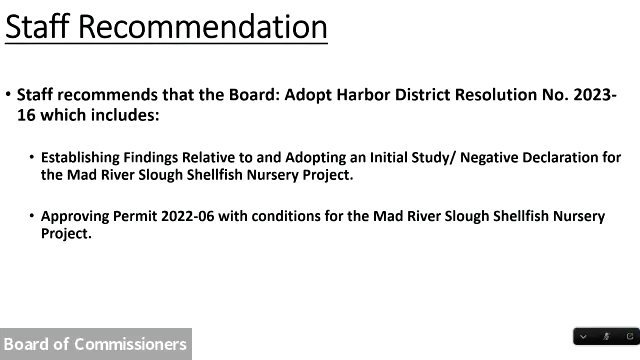 Staff Recommendation
• Staff recommends that the Board: Adopt Harbor District Resolution No. 2023-
16 which includes:
• Establishing Findings Relative to and Adopting an Initial Study/ Negative Declaration for
the Mad River Slough Shellfish Nursery Project.
• Approving Permit 2022-06 with conditions for the Mad River Slough Shellfish Nursery
Project.
Board of Commissioners